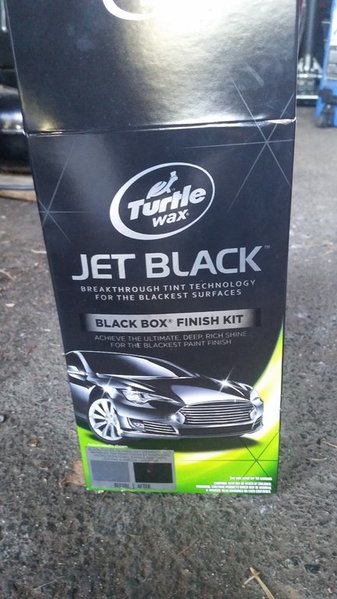 Turtle
WAX®
JET BLACK™
BREAKTHROUGH TINT TECHNOLOGY
FOR THE BLACKEST SURFACES
BLACK BOX® FINISH KIT
ACHIEVE THE ULTIMATE, DEEP, RICH SHINE
FOR THE BLACKEST PAINT FINISH
BEFORE | AFTER